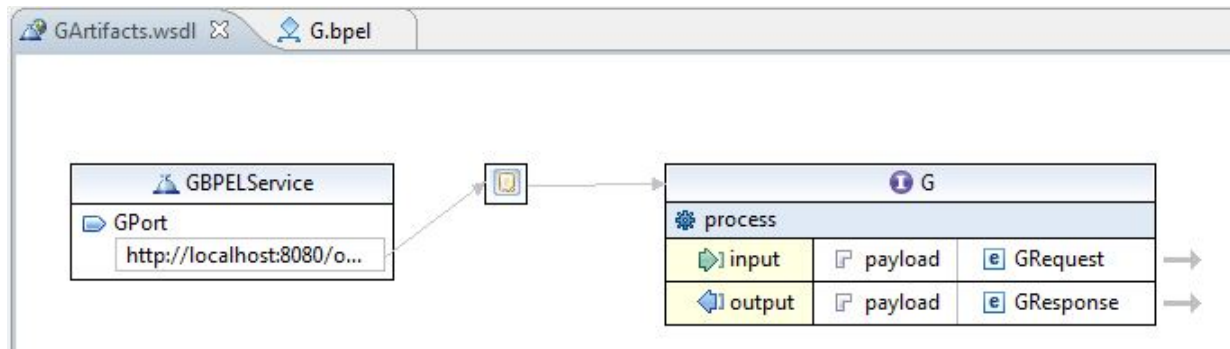 GArtifacts.wsdl G.bpel
GBPELService
GPort
http://localhost:8080/o...
G
process
input payload GRequest
output payload GResponse